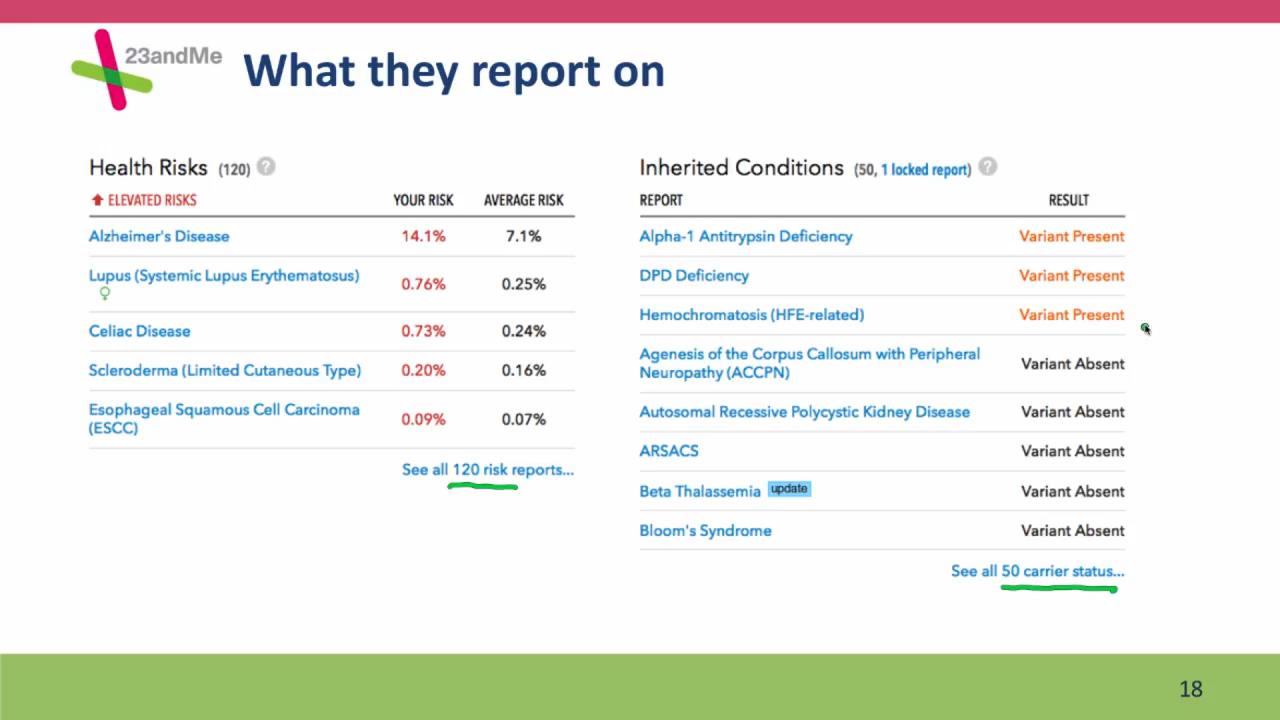 23andMe
What they report on
Health Risks (120) ?
ELEVATED RISKS YOUR RISK AVERAGE RISK
Alzheimer's Disease 14.1% 7.1%
Lupus (Systemic Lupus Erythematosus) 0.76% 0.25%
♀
Celiac Disease 0.73% 0.24%
Scleroderma (Limited Cutaneous Type) 0.20% 0.16%
Esophageal Squamous Cell Carcinoma
(ESCC) 0.09% 0.07%
See all 120 risk reports...
Inherited Conditions (50, 1 locked report) ?
REPORT RESULT
Alpha-1 Antitrypsin Deficiency Variant Present
DPD Deficiency Variant Present
Hemochromatosis (HFE-related) Variant Present
Agenesis of the Corpus Callosum with Peripheral
Neuropathy (ACCPN) Variant Absent
Autosomal Recessive Polycystic Kidney Disease Variant Absent
ARSACS Variant Absent
Beta Thalassemia update Variant Absent
Bloom's Syndrome Variant Absent
See all 50 carrier status...
18